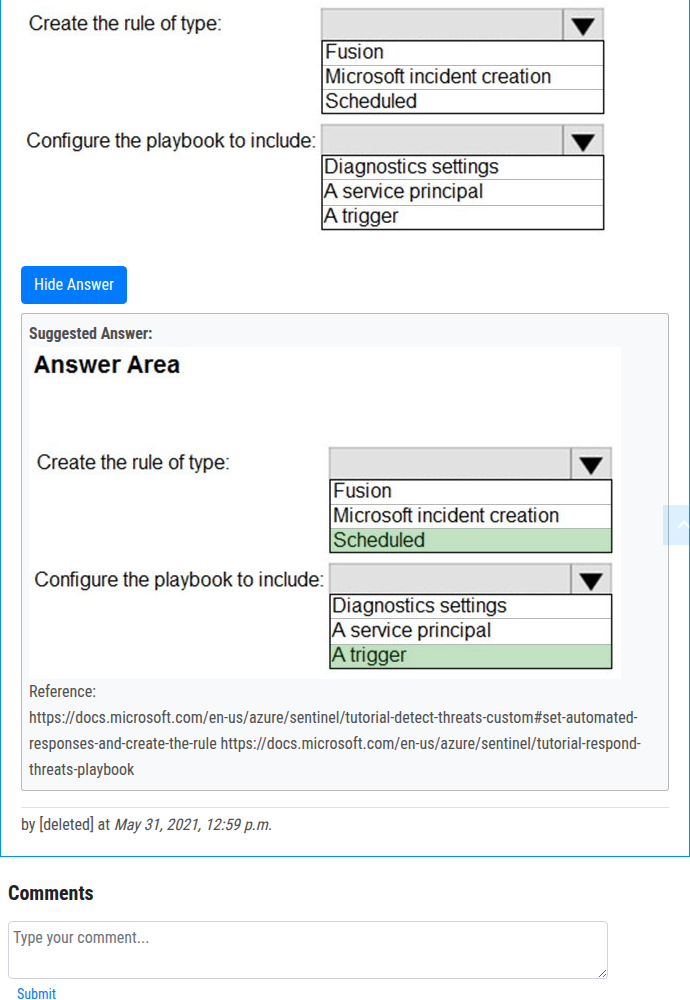 Create the rule of type:
Fusion
Microsoft incident creation
Scheduled
Configure the playbook to include:
Diagnostics settings
A service principal
A trigger
Hide Answer
Suggested Answer:
Answer Area
Create the rule of type:
Fusion
Microsoft incident creation
Scheduled
Configure the playbook to include:
Diagnostics settings
A service principal
A trigger
Reference:
https://docs.microsoft.com/en-us/azure/sentinel/tutorial-detect-threats-custom#set-automated-
responses-and-create-the-rule https://docs.microsoft.com/en-us/azure/sentinel/tutorial-respond-
threats-playbook
by [deleted] at May 31, 2021, 12:59 p.m.
Comments
Type your comment...
Submit